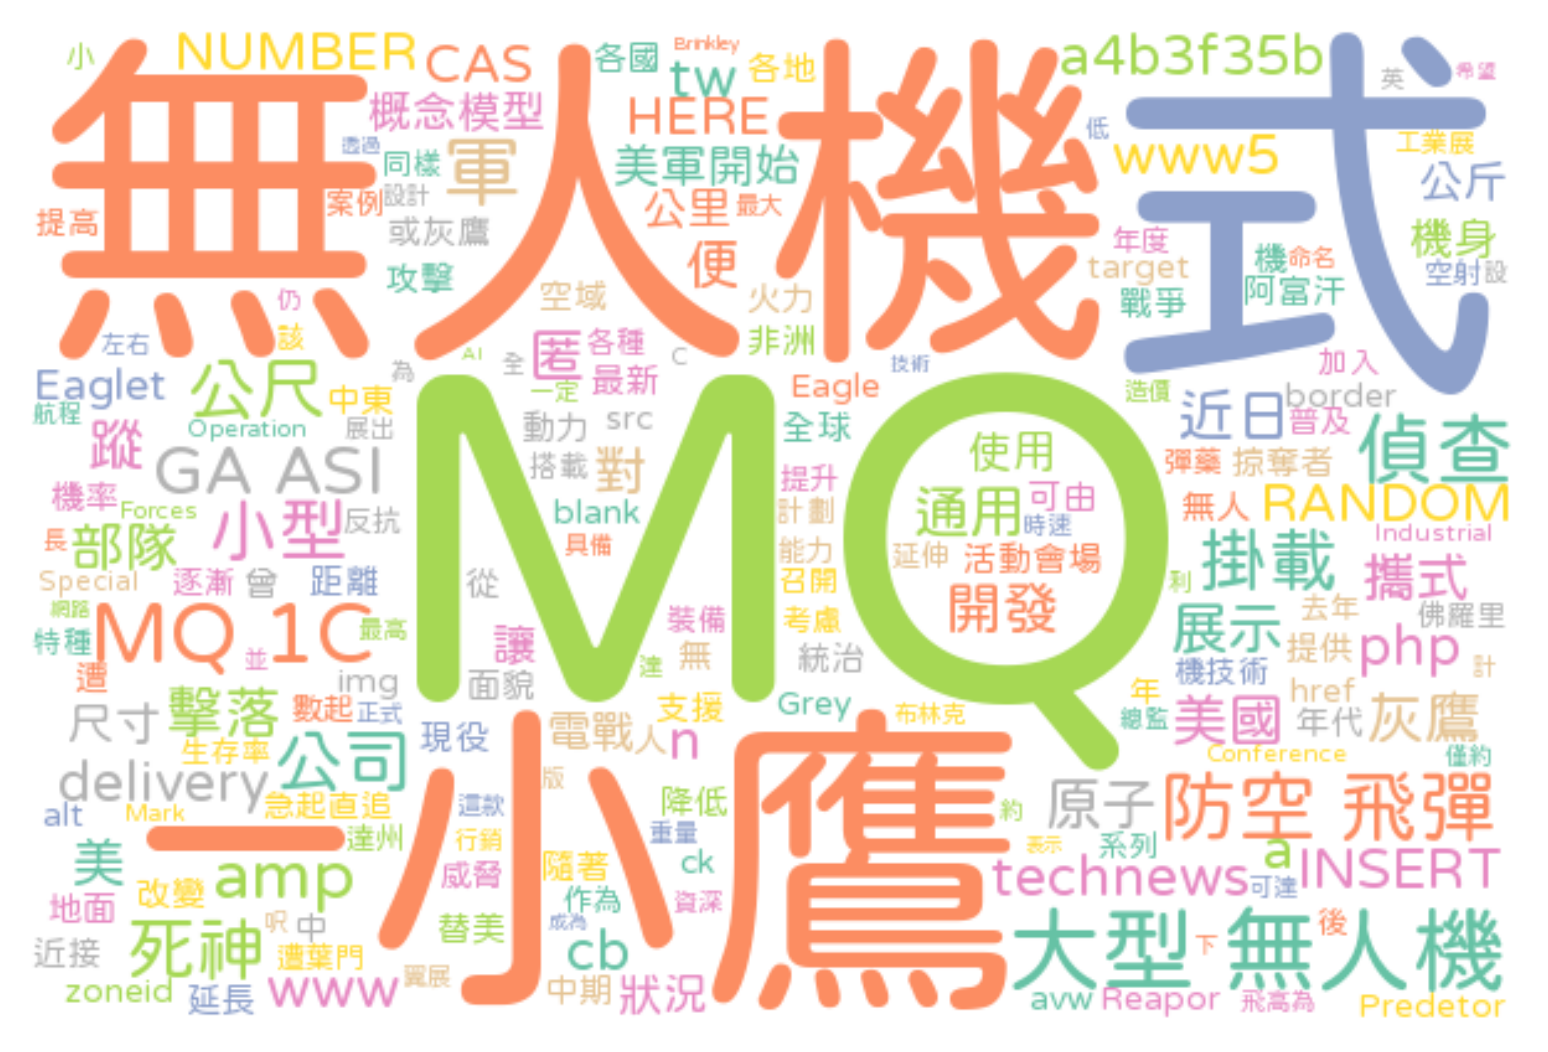 小
NUMBER
CAS
各國
Brinkley
tw
各地
a4b3f35b
英
希望
無人機
式
概念模型
HERE
低
工業展
透過
同樣
軍
美軍開始
www5
公斤
提高
案例
設計
公里
最大
或灰鷹
便
年度
機
命名
機身
攻擊
target
空射
設
仍
空域
火力
戰爭
阿富汗
左右
該
匿
各種
非洲
AI
全
C
技術
加入
Eaglet
公尺
中東
為
一定
最新
Eagle
造價
近日
border
普及
航程
Operation
展出
動力
src
全球
使用
偵查
蹤
GA ASI
搭載
對
提升
MQ
可由
彈藥
掠奪者
機率
Forces
小型
反抗
blank
計劃
通用
時速
無人
RANDOM
長
部隊
具備
能力
延伸
活動會場
Industrial
Special
逐漸
曾
距離
從
召開
開發
利
掛載
攜式
網路
MQ 1C
最高
裝備
考慮
去年
佛羅里
特種
並
讓
達
無
統治
展示
提供
php
計
遭
img
面貌
機技術
擊落
數起
正式
支援
Grey
布林克
年
href
尺寸
現役
電戰
人
n
總監
美國
年代
灰鷹
生存率
公司
Conference
僅約
delivery
版
小鷹
原子
防空 飛彈
alt
Mark
急起直追
這款
降低
約
一
達州
行銷
重量
表示
系列
美
amp
威脅
隨著
ck
technews
a
INSERT
可達
地面
改變
作為
資深
死神
呎
中
替美
成為
大型 無人機
下
後
近接
遭葉門
cb
翼展
zoneid
延長
www
中期
狀況
avw
Reapor
飛高為
Predetor